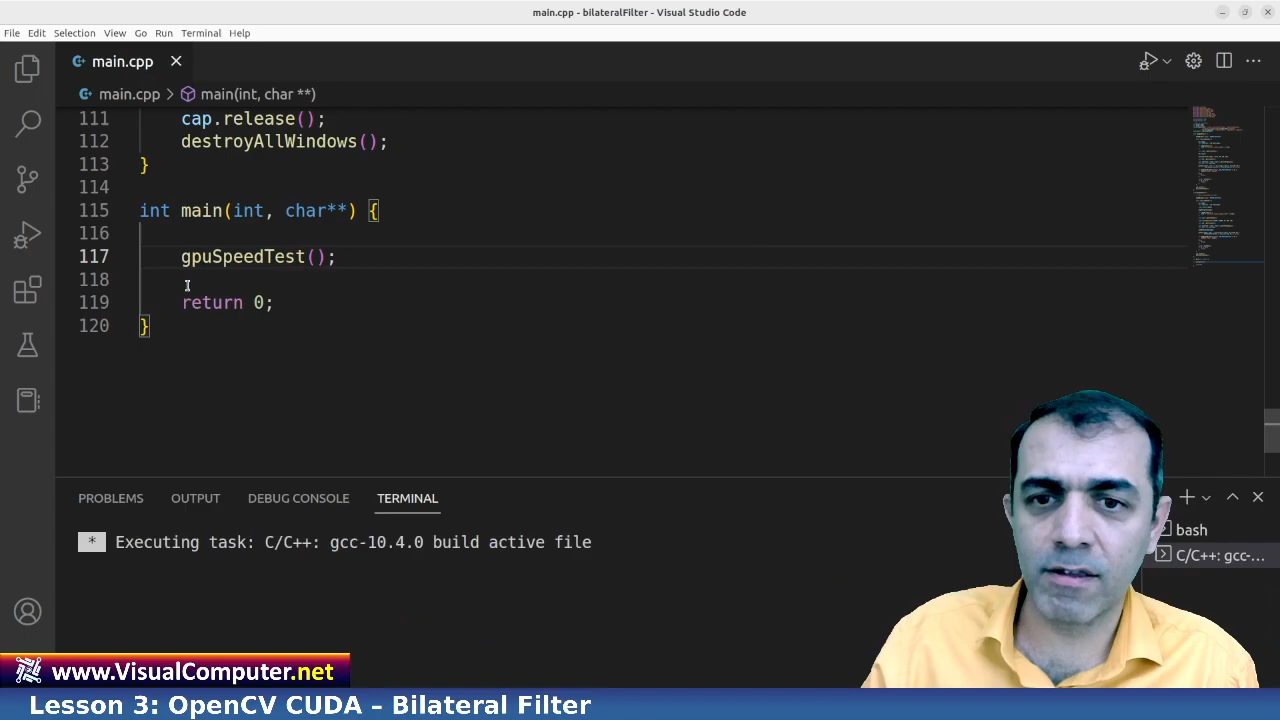 main.cpp - bilateralFilter - Visual Studio Code
File Edit Selection View Go Run Terminal Help
main.cpp
main.cpp > main(int, char **)
111 cap.release();
112 destroyAllWindows();
113 }
114
115 int main(int, char**) {
116
117 gpuSpeedTest();
118
119 return 0;
120 }
PROBLEMS OUTPUT DEBUG CONSOLE TERMINAL
* Executing task: C/C++: gcc-10.4.0 build active file
bash
C/C++: gcc-...
www.VisualComputer.net
Lesson 3: OpenCV CUDA – Bilateral Filter